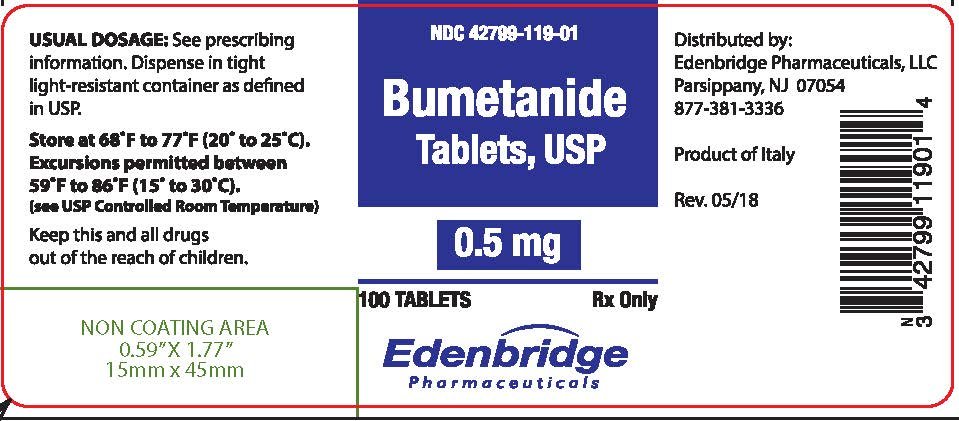 USUAL DOSAGE: See prescribing
information. Dispense in tight
light-resistant container as defined
in USP.
Store at 68˚F to 77˚F (20˚ to 25˚C).
Excursions permitted between
59˚F to 86˚F (15˚ to 30˚C).
(see USP Controlled Room Temparature)
Keep this and all drugs
out of the reach of children.
NON COATING AREA
0.59” X 1.77”
15mm x 45mm
NDC 42799-119-01
Bumetanide
Tablets, USP
0.5 mg
100 TABLETS Rx Only
Edenbridge
Pharmaceuticals
Distributed by:
Edenbridge Pharmaceuticals, LLC
Parsippany, NJ 07054
877-381-3336
Product of Italy
Rev. 05/18
N
3 42799 11901 4